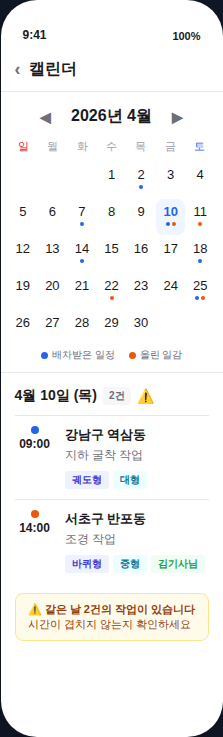 9:41 100%
‹ 캘린더
◀ 2026년 4월 ▶
일 월 화 수 목 금 토
1 2 3 4
5 6 7 8 9 10 11
12 13 14 15 16 17 18
19 20 21 22 23 24 25
26 27 28 29 30
배차받은 일정 올린 일감
4월 10일 (목) 2건 ⚠️
09:00 강남구 역삼동
지하 굴착 작업
궤도형 대형
14:00 서초구 반포동
조경 작업
바퀴형 중형 김기사님
⚠️ 같은 날 2건의 작업이 있습니다
시간이 겹치지 않는지 확인하세요